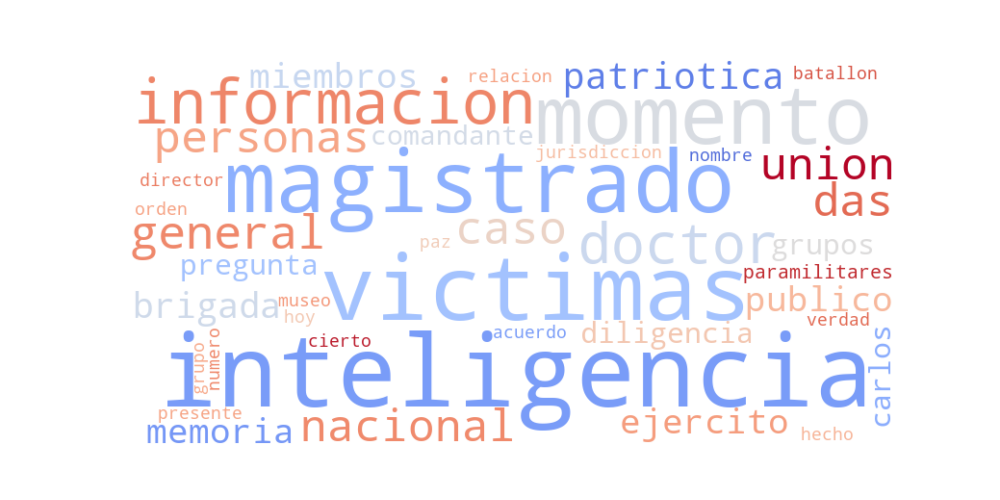 miembros relacion patriotica batallon
informacion momento
personas comandante
jurisdiccion nombre union
director magistrado das
orden
general paz caso doctor grupos
pregunta victimas paramilitares
brigada museo publico
hoy verdad
cierto acuerdo diligencia carlos
grupo numero inteligencia
presente
memoria nacional ejercito hecho